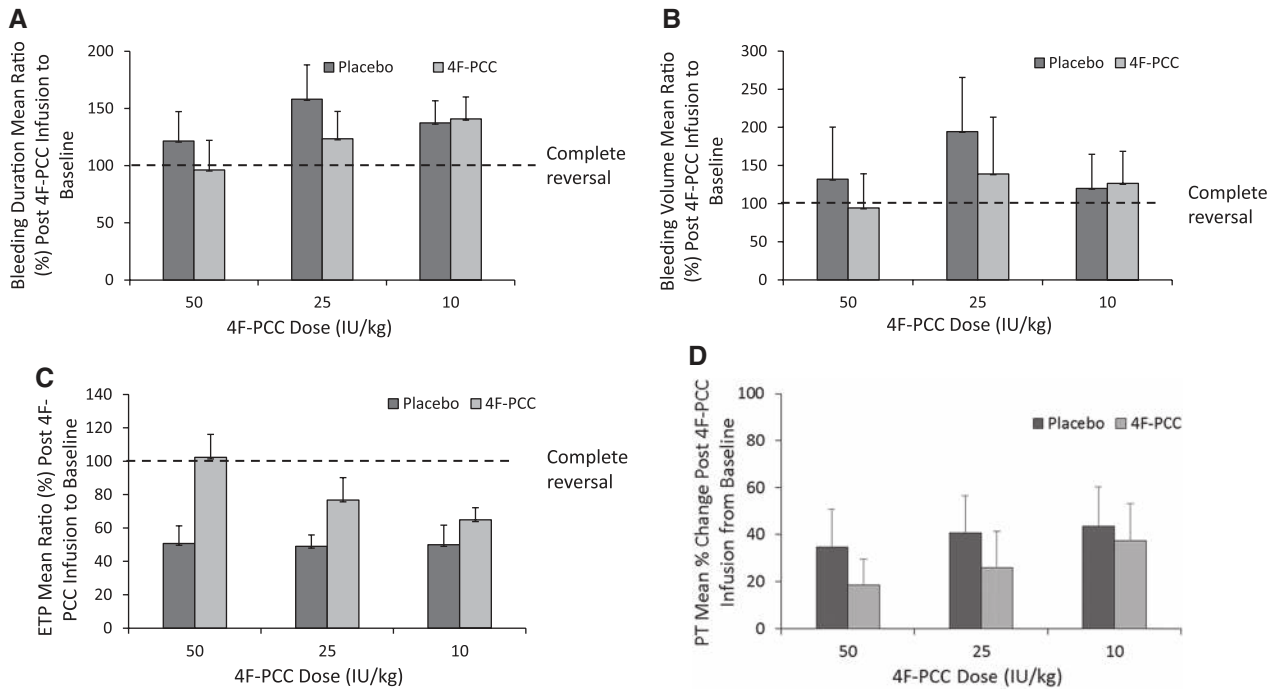 A
Bleeding Duration Mean Ratio
(%) Post 4F-PCC Infusion to
Baseline
200
150
100
50
0
Placebo
4F-PCC
Complete
reversal
50
25
10
4F-PCC Dose (IU/kg)
B
Bleeding Volume Mean Ratio
(%) Post 4F-PCC Infusion to
Baseline
300
250
200
150
100
50
0
Placebo
4F-PCC
Complete
reversal
50
25
10
4F-PCC Dose (IU/kg)
C
ETP Mean Ratio (%) Post 4F-
PCC Infusion to Baseline
140
120
100
80
60
40
20
0
Placebo
4F-PCC
Complete
reversal
50
25
10
4F-PCC Dose (IU/kg)
D
PT Mean % Change Post 4F-PCC
Infusion from Baseline
100
80
60
40
20
0
Placebo
4F-PCC
50
25
10
4F-PCC Dose (IU/kg)